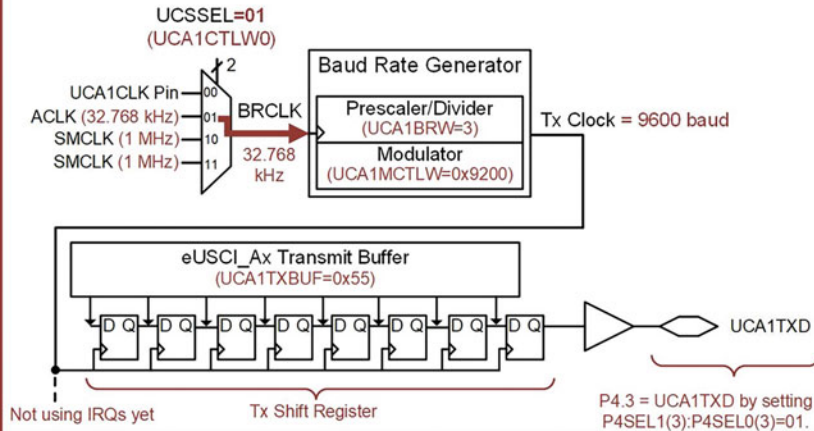 UCSSEL=01
(UCA1CTLW0)
2
UCA1CLK Pin
00
ACLK (32.768 kHz)
01
SMCLK (1 MHz)
10
SMCLK (1 MHz)
11
BRCLK
32.768
kHz
Baud Rate Generator
Prescaler/Divider
(UCA1BRW=3)
Modulator
(UCA1MCTLW=0x9200)
Tx Clock = 9600 baud
eUSCI_Ax Transmit Buffer
(UCA1TXBUF=0x55)
D Q D Q D Q D Q D Q D Q D Q D Q
UCA1TXD
Not using IRQs yet
Tx Shift Register
P4.3 = UCA1TXD by setting
P4SEL1(3):P4SEL0(3)=01.